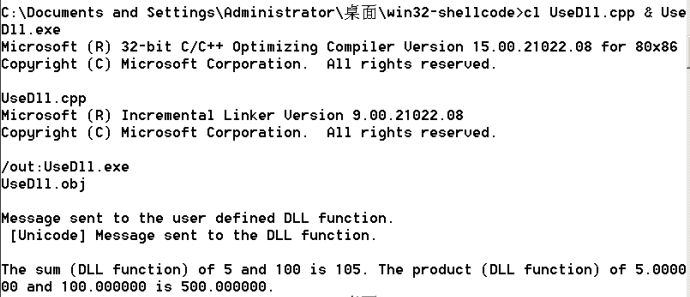 C:\Documents and Settings\Administrator\桌面\win32-shellcode>cl UseDll.cpp & Use
Dll.exe
Microsoft (R) 32-bit C/C++ Optimizing Compiler Version 15.00.21022.08 for 80x86
Copyright (C) Microsoft Corporation.  All rights reserved.

UseDll.cpp
Microsoft (R) Incremental Linker Version 9.00.21022.08
Copyright (C) Microsoft Corporation.  All rights reserved.

/out:UseDll.exe
UseDll.obj

Message sent to the user defined DLL function.
 [Unicode] Message sent to the DLL function.

The sum (DLL function) of 5 and 100 is 105. The product (DLL function) of 5.0000
00 and 100.000000 is 500.000000.